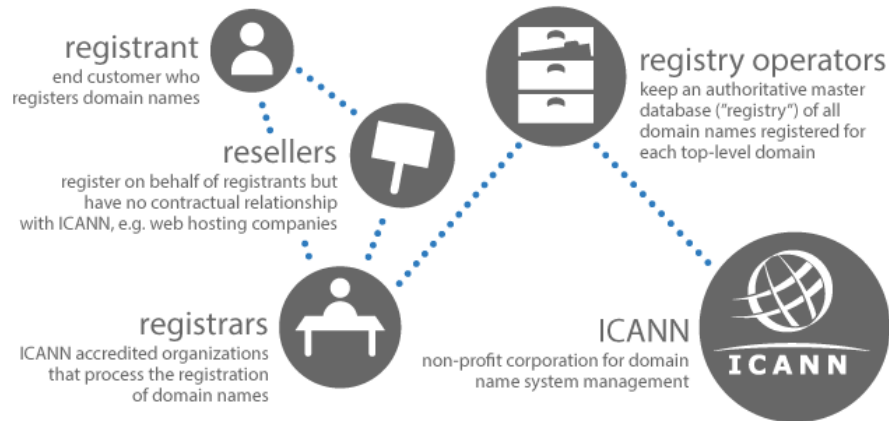 registrant
end customer who
registers domain names
resellers
register on behalf of registrants but
have no contractual relationship
with ICANN, e.g. web hosting companies
registrars
ICANN accredited organizations
that process the registration
of domain names
registry operators
keep an authoritative master
database ("registry") of all
domain names registered for
each top-level domain
ICANN
non-profit corporation for domain
name system management
ICANN